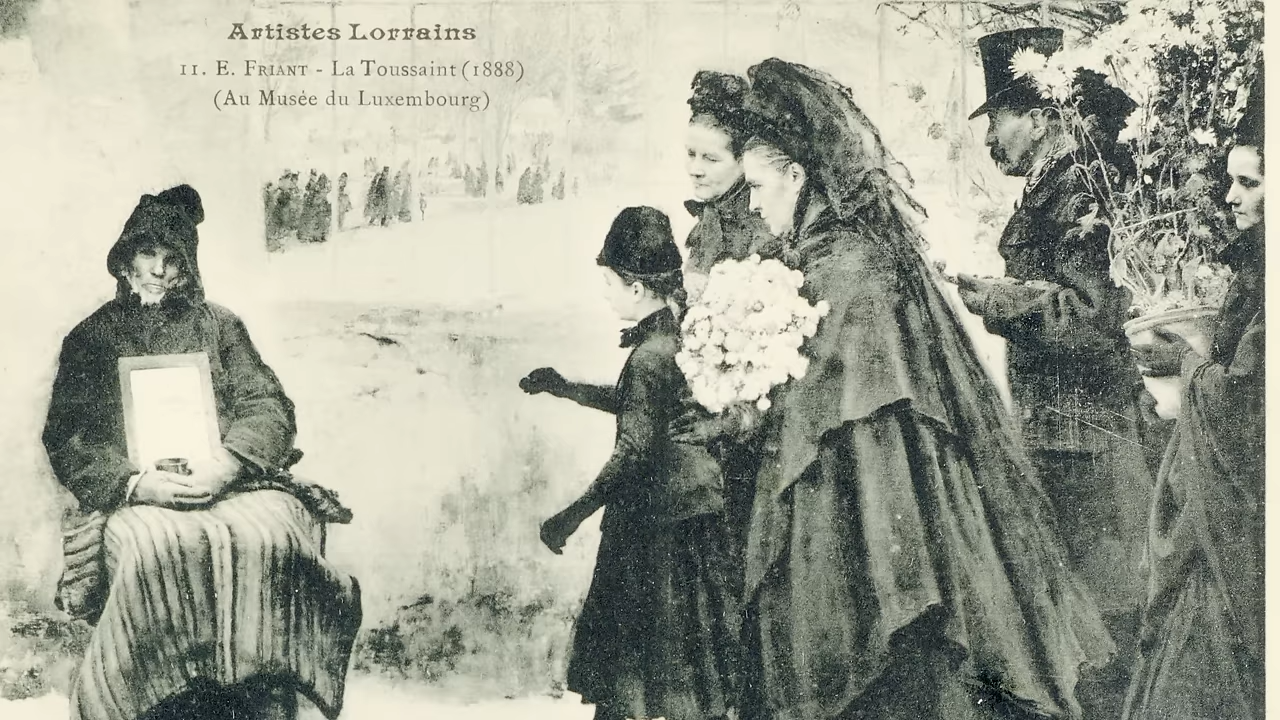 Artistes Lorrains
11. E. FRIANT - La Toussaint (1888)
(Au Musée du Luxembourg)